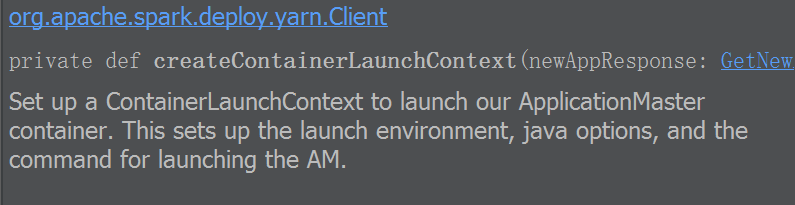 org.apache.spark.deploy.yarn.Client
private def createContainerLaunchContext(newAppResponse: GetNew
Set up a ContainerLaunchContext to launch our ApplicationMaster
container. This sets up the launch environment, java options, and the
command for launching the AM.